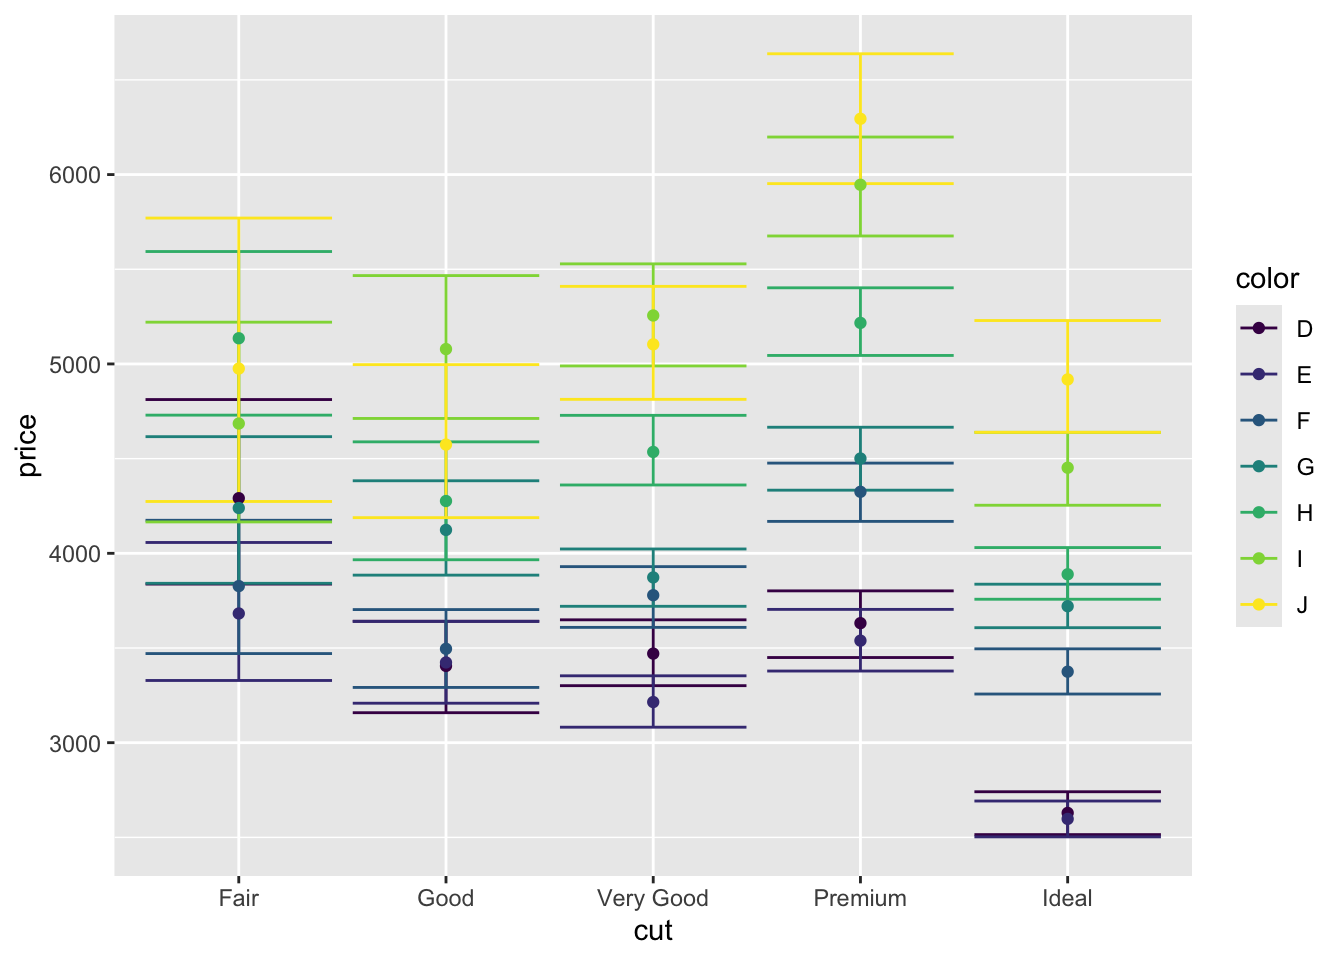 6000
5000
4000
3000
price
Fair
Good
Very Good
Premium
Ideal
cut
color
D
E
F
G
H
I
J